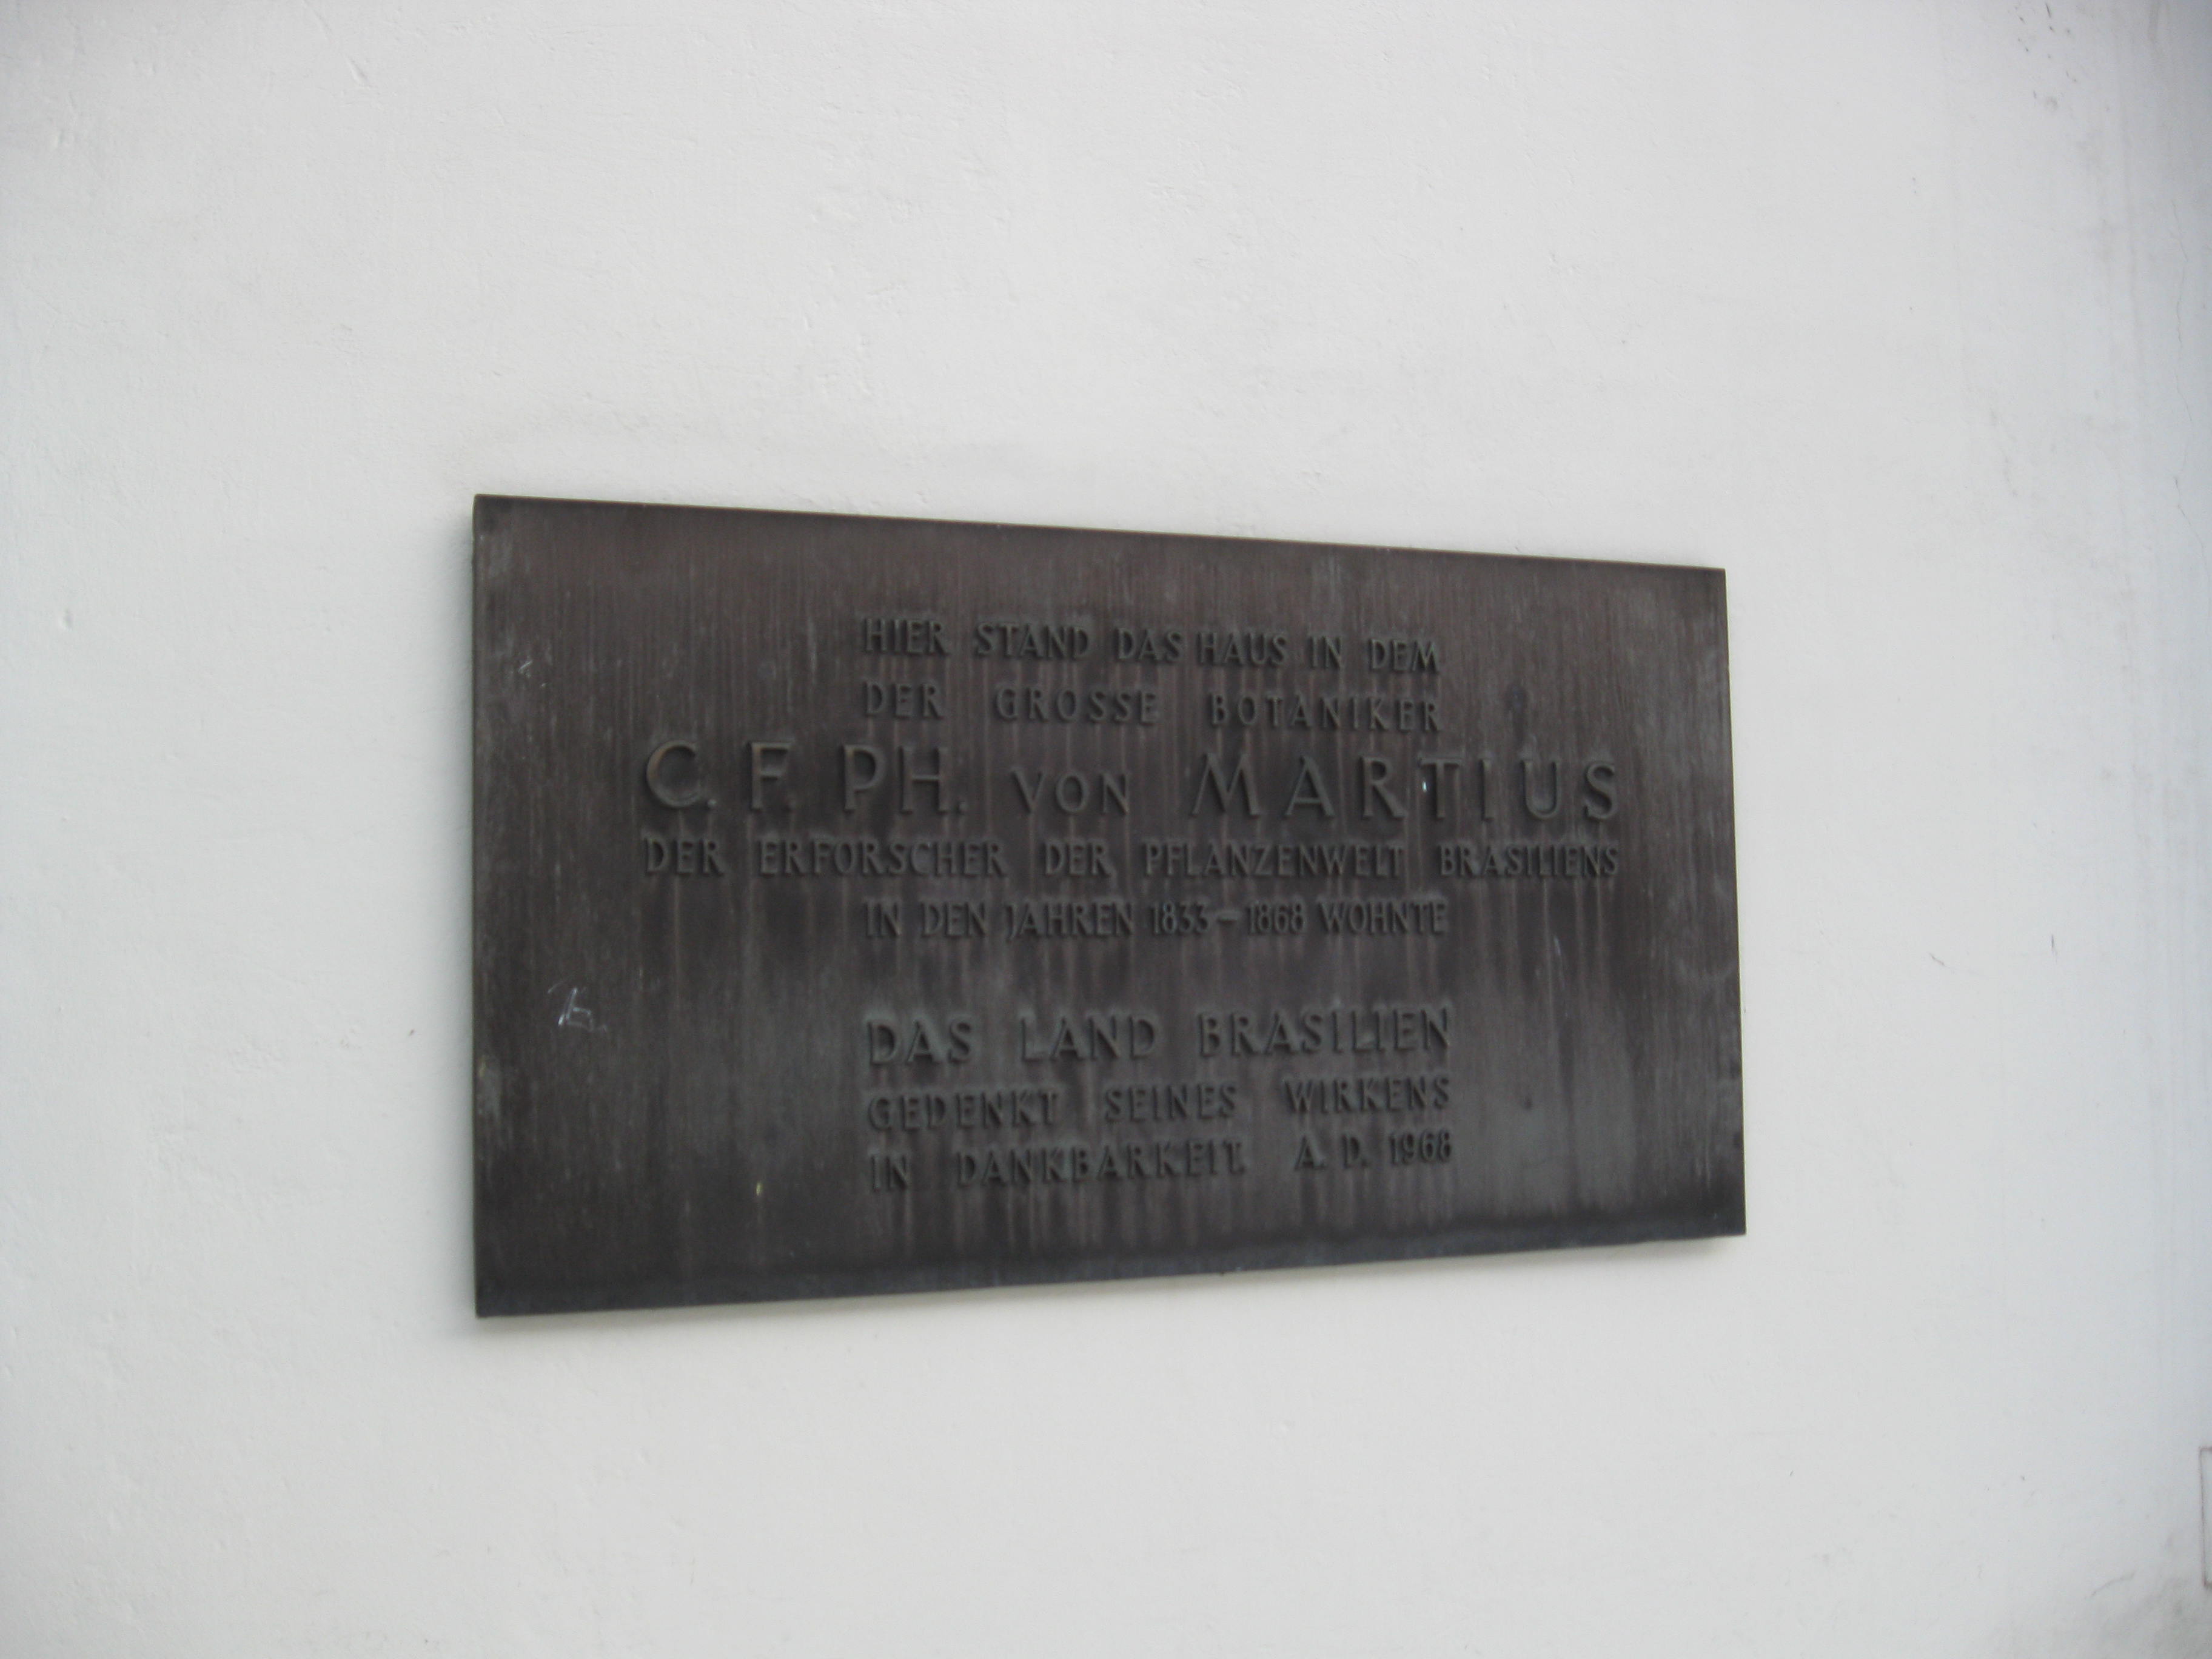 HIER STAND DAS HAUS IN DEM
DER GROSSE BOTANIKER
C. F. PH. VON MARTIUS
DER ERFORSCHER DER PFLANZENWELT BRASILIENS
IN DEN JAHREN 1833 – 1868 WOHNTE
DAS LAND BRASILIEN
GEDENKT SEINES WIRKENS
IN DANKBARKEIT. A. D. 1968